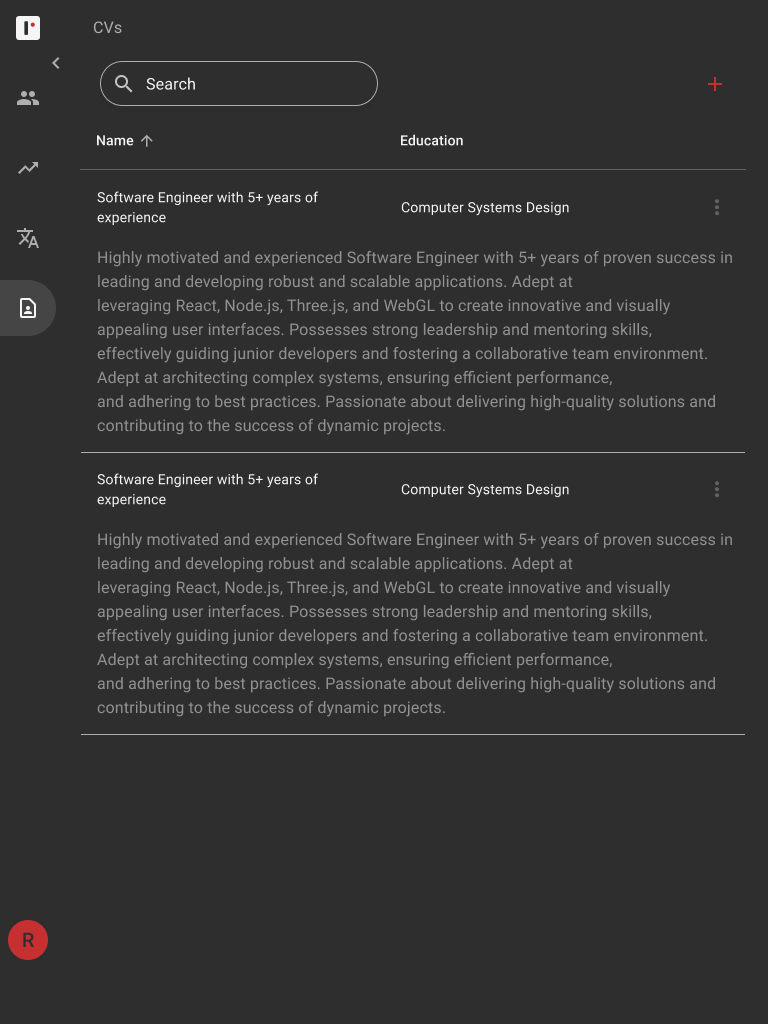 CVs
Search
Name
Education
Software Engineer with 5+ years of
experience
Computer Systems Design
Highly motivated and experienced Software Engineer with 5+ years of proven success in
leading and developing robust and scalable applications. Adept at
leveraging React, Node.js, Three.js, and WebGL to create innovative and visually
appealing user interfaces. Possesses strong leadership and mentoring skills,
effectively guiding junior developers and fostering a collaborative team environment.
Adept at architecting complex systems, ensuring efficient performance,
and adhering to best practices. Passionate about delivering high-quality solutions and
contributing to the success of dynamic projects.
Software Engineer with 5+ years of
experience
Computer Systems Design
Highly motivated and experienced Software Engineer with 5+ years of proven success in
leading and developing robust and scalable applications. Adept at
leveraging React, Node.js, Three.js, and WebGL to create innovative and visually
appealing user interfaces. Possesses strong leadership and mentoring skills,
effectively guiding junior developers and fostering a collaborative team environment.
Adept at architecting complex systems, ensuring efficient performance,
and adhering to best practices. Passionate about delivering high-quality solutions and
contributing to the success of dynamic projects.
R